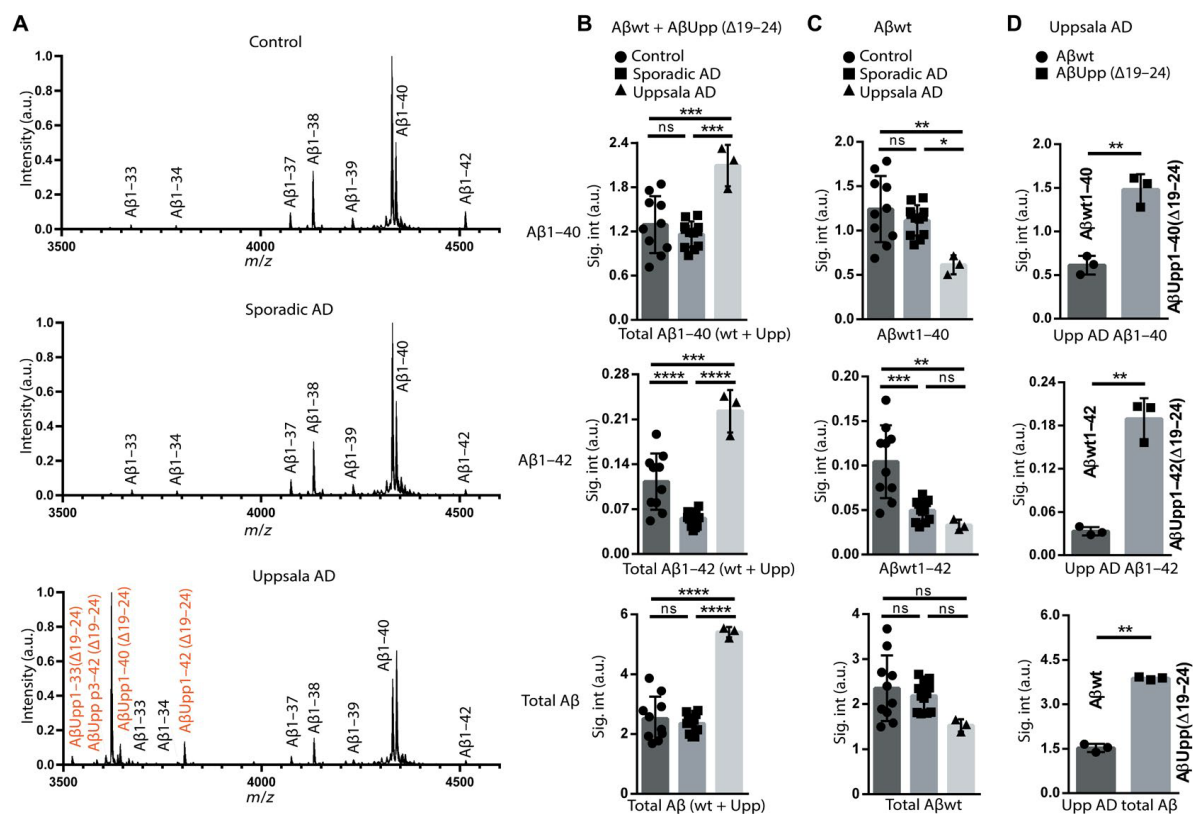 A
Control
Intensity (a.u.)
1.0
0.8
0.6
0.4
0.2
0.0
Aβ1–33
Aβ1–34
Aβ1–37
Aβ1–38
Aβ1–39
Aβ1–40
Aβ1–42
3500
4000
4500
m/z
Sporadic AD
Intensity (a.u.)
1.0
0.8
0.6
0.4
0.2
0.0
Aβ1–33
Aβ1–34
Aβ1–37
Aβ1–38
Aβ1–39
Aβ1–40
Aβ1–42
3500
4000
4500
m/z
Uppsala AD
Intensity (a.u.)
1.0
0.8
0.6
0.4
0.2
0.0
AβUpp1–33(Δ19–24)
AβUpp p3–42 (Δ19–24)
AβUpp1–40 (Δ19–24)
Aβ1–33
Aβ1–34
AβUpp1–42 (Δ19–24)
Aβ1–37
Aβ1–38
Aβ1–39
Aβ1–40
Aβ1–42
3500
4000
4500
m/z
B
Aβwt + AβUpp (Δ19–24)
Control
Sporadic AD
Uppsala AD
Aβ1–40
Sig. int (a.u.)
2.4
1.8
1.2
0.6
0.0
***
ns
***
Total Aβ1–40 (wt + Upp)
Aβ1–42
Sig. int (a.u.)
0.21
0.14
0.07
0.00
***
****
****
Total Aβ1–42 (wt + Upp)
Total Aβ
Sig. int (a.u.)
6
4
2
0
****
ns
****
Total Aβ (wt + Upp)
C
Aβwt
Control
Sporadic AD
Uppsala AD
Sig. int (a.u.)
2.0
1.5
1.0
0.5
0.0
**
ns
*
Aβwt1–40
Sig. int (a.u.)
0.20
0.15
0.10
0.05
0.00
**
***
ns
Aβwt1–42
Sig. int (a.u.)
4
3
2
1
0
ns
ns
ns
Total Aβwt
D
Uppsala AD
Aβwt
AβUpp (Δ19–24)
Sig. int (a.u.)
2.0
1.5
1.0
0.5
0.0
**
Aβwt1–40
AβUpp1–40(Δ19–24)
Upp AD Aβ1–40
Sig. int (a.u.)
0.24
0.18
0.12
0.06
0.00
**
Aβwt1–42
AβUpp1–42(Δ19–24)
Upp AD Aβ1–42
Sig. int (a.u.)
6.0
4.5
3.0
1.5
0.0
**
Aβwt
AβUpp(Δ19–24)
Upp AD total Aβ